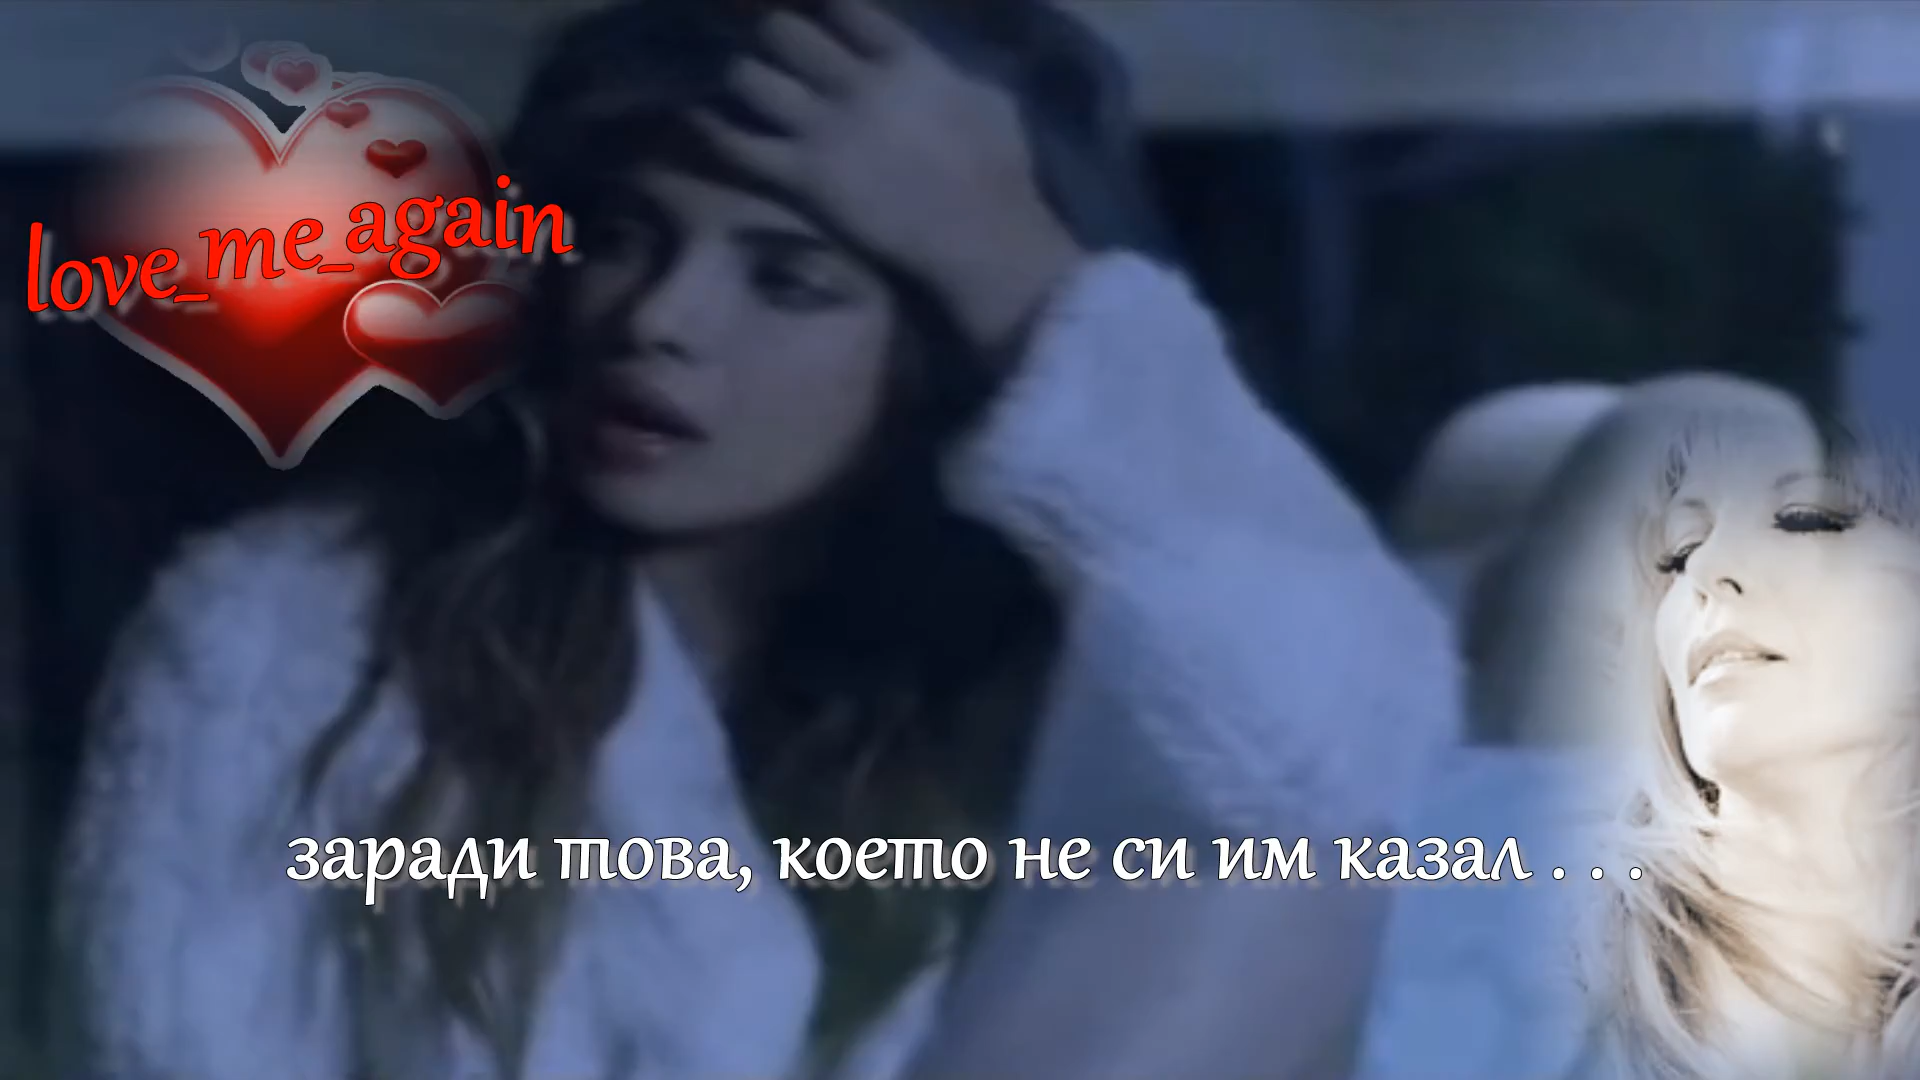 love_me_again
заради това, което не си им казал . . .